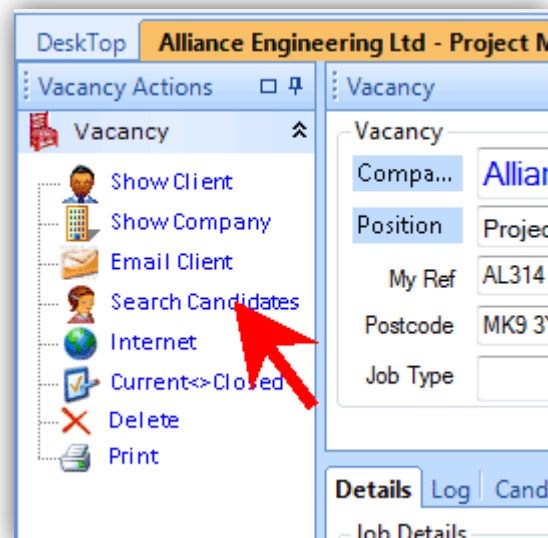 DeskTop
Alliance Engineering Ltd - Project
Vacancy Actions
Vacancy
Show Client
Show Company
Email Client
Search Candidates
Internet
Current<>Closed
Delete
Print
Vacancy
Vacancy
Compa...
Allian
Position
Projec
My Ref
AL314
Postcode
MK9 3Y
Job Type
Details
Log
Cand
Job Details